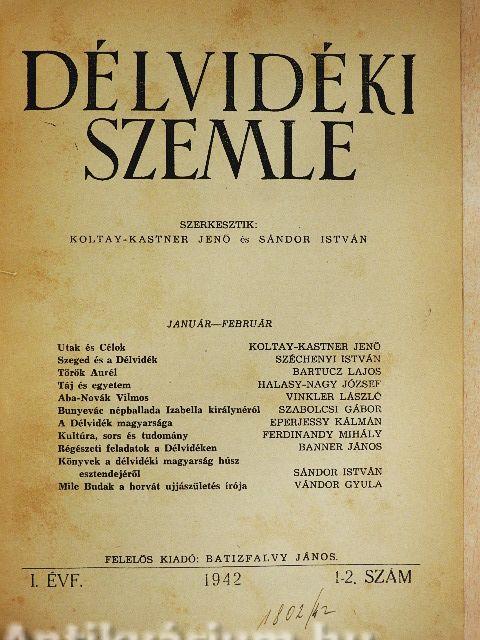 DÉLVIDÉKI
SZEMLE
SZERKESZTIK:
KOLTAY-KASTNER JENŐ és SÁNDOR ISTVÁN
JANUÁR—FEBRUÁR
Utak és Célok KOLTAY-KASTNER JENŐ
Szeged és a Délvidék SZÉCHENYI ISTVÁN
Török Aurél BARTUCZ LAJOS
Táj és egyetem HALASY-NAGY JÓZSEF
Aba-Novák Vilmos VINKLER LÁSZLÓ
Bunyevác népballada Izabella királynéról SZABOLCSI GÁBOR
A Délvidék magyarsága EPERJESSY KÁLMÁN
Kultúra, sors és tudomány FERDINANDY MIHÁLY
Régészeti feladatok a Délvidéken BANNER JÁNOS
Könyvek a délvidéki magyarság húsz
esztendejéről SÁNDOR ISTVÁN
Mile Budak a horvát ujjászületés írója VÁNDOR GYULA
FELELŐS KIADÓ: BATIZFALVY JÁNOS.
I. ÉVF. 1942 1-2. SZÁM
1802/42
Antikvárium.hu